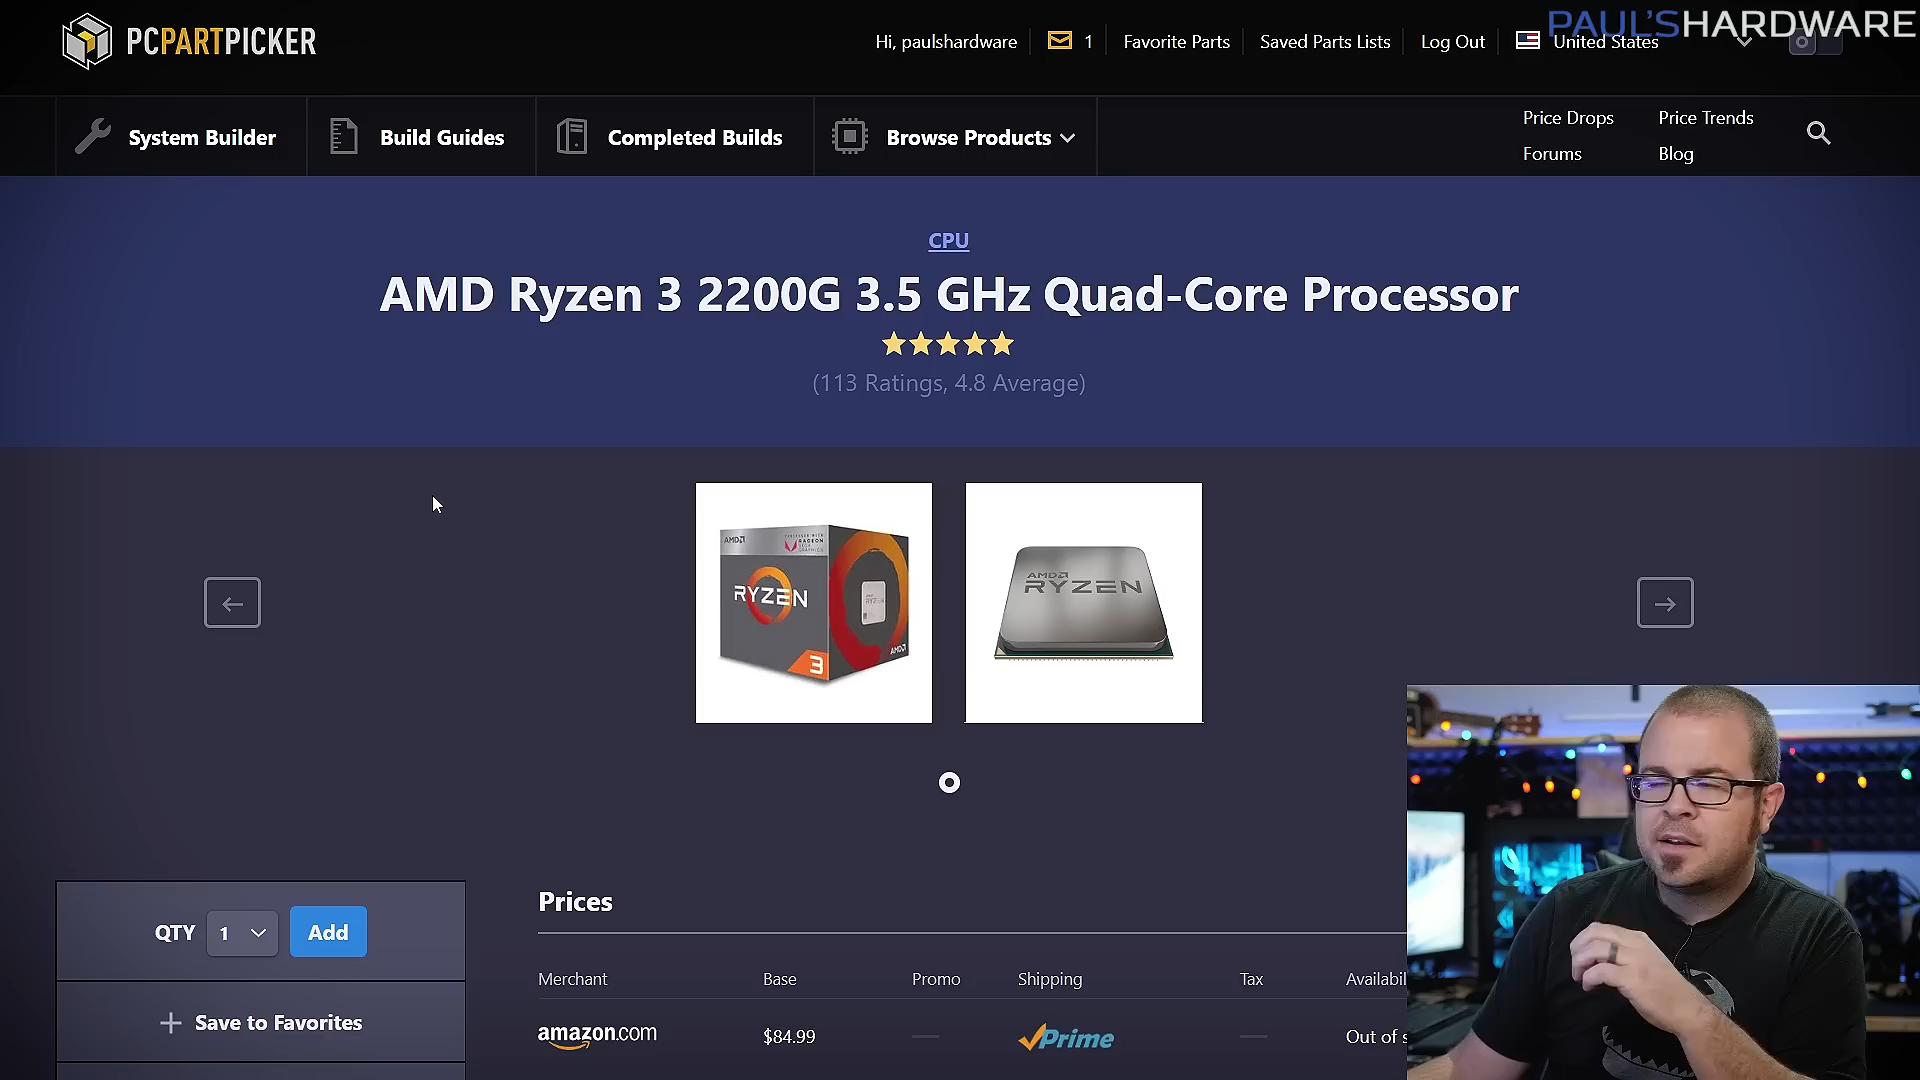 PCPARTPICKER
Hi, paulshardware
1
Favorite Parts
Saved Parts Lists
Log Out
United States
PAUL'SHARDWARE
System Builder
Build Guides
Completed Builds
Browse Products
Price Drops
Price Trends
Forums
Blog
CPU
AMD Ryzen 3 2200G 3.5 GHz Quad-Core Processor
(113 Ratings, 4.8 Average)
AMD
RADEON
RYZEN
3
AMD
AMD
RYZEN
QTY 1 Add
Save to Favorites
Prices
Merchant Base Promo Shipping Tax Availabil
amazon.com $84.99 Prime Out of s